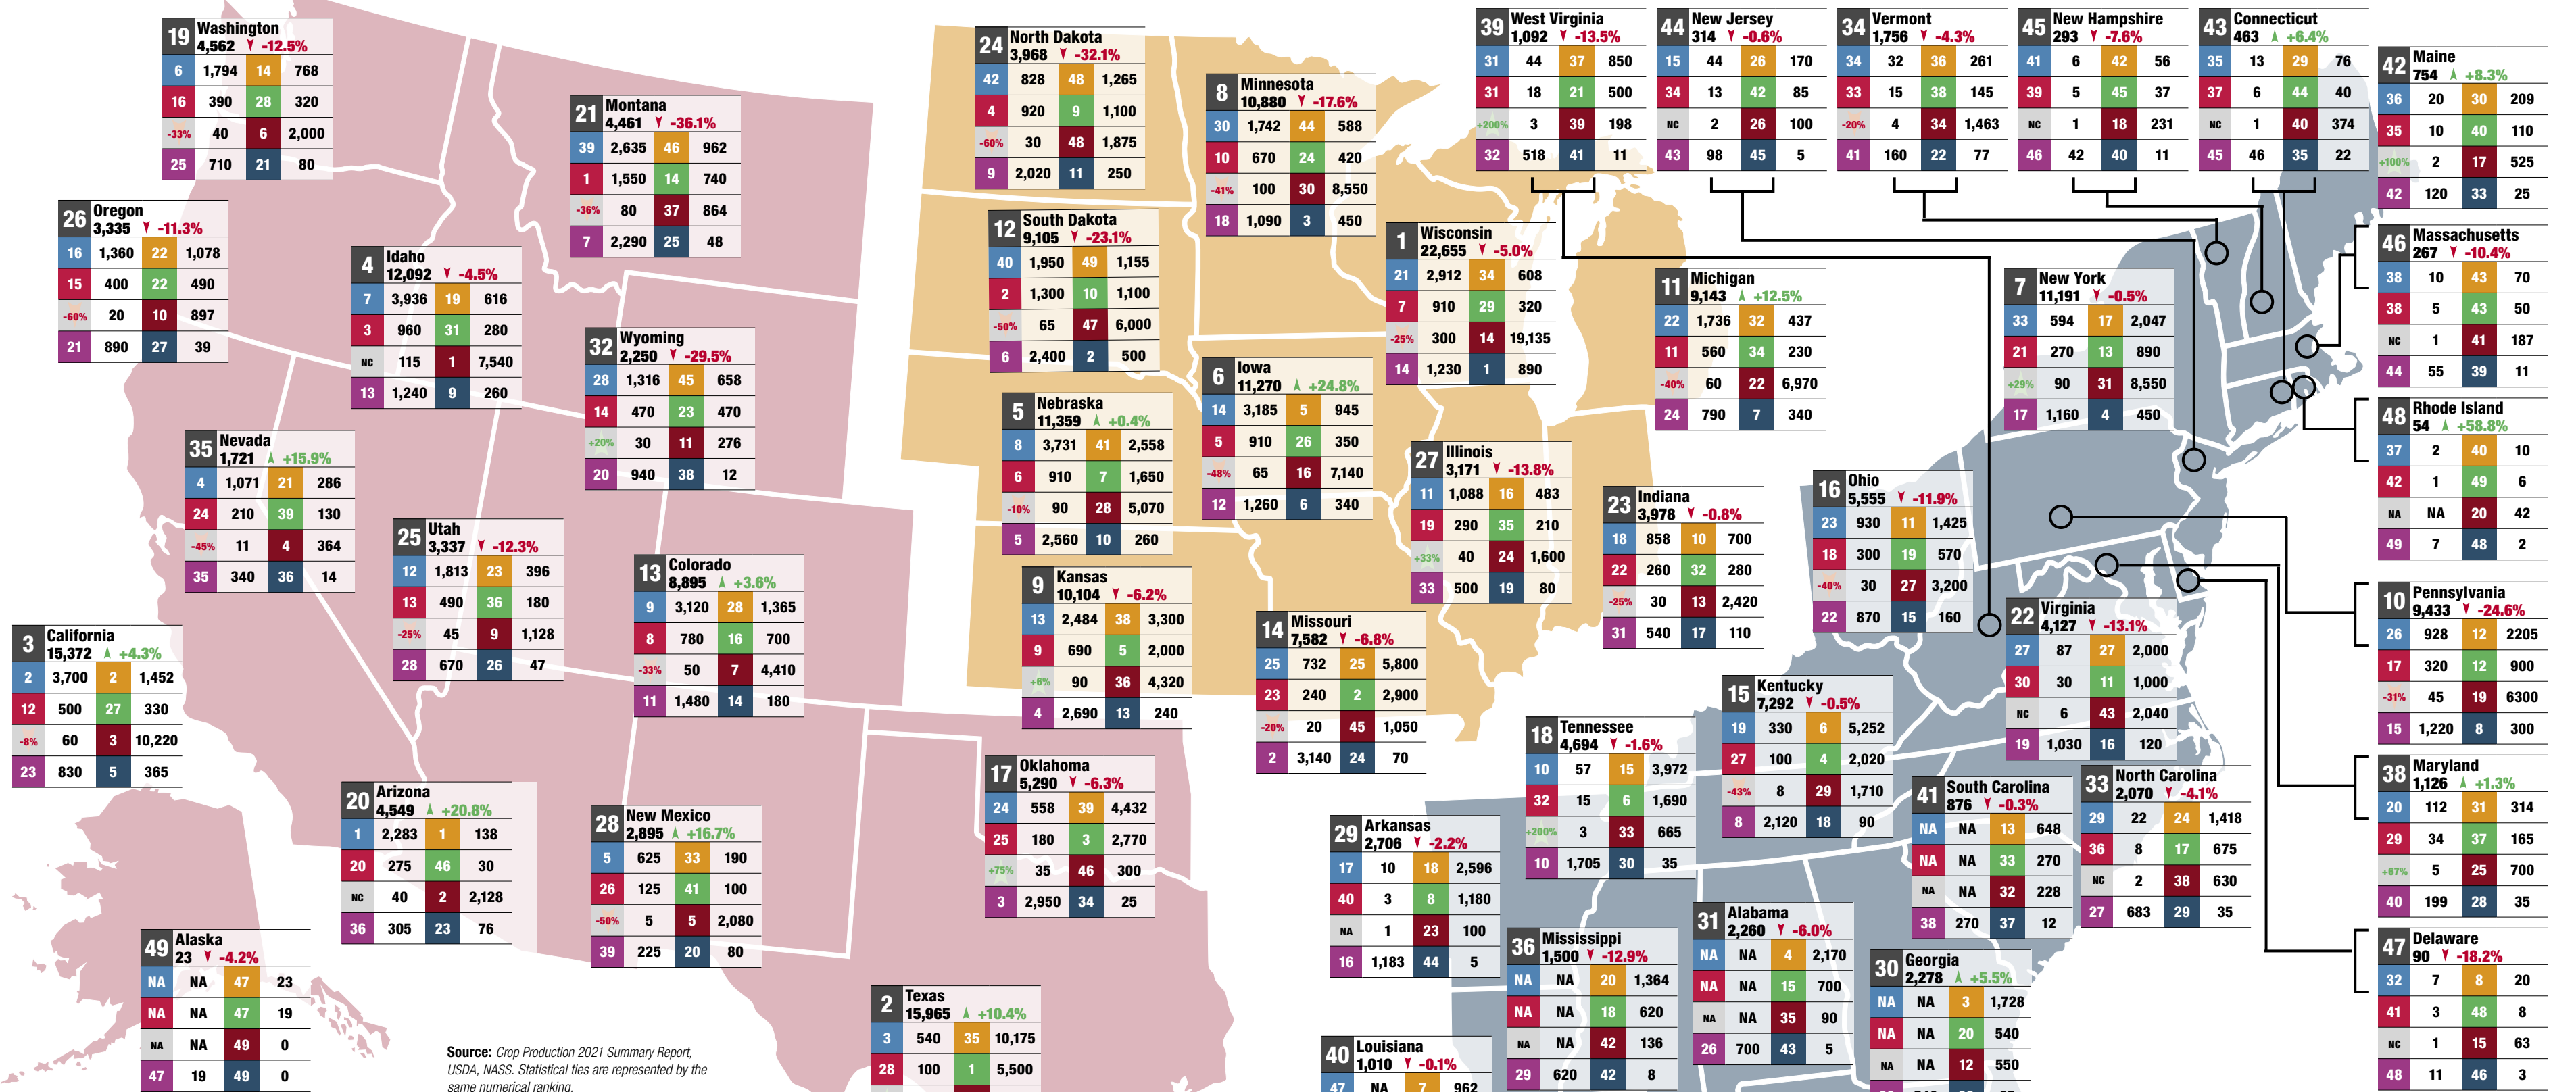 19 Washington
4,562 -12.5%
6 1,794 14 768
16 390 28 320
-33% 40 6 2,000
25 710 21 80
26 Oregon
3,335 -11.3%
16 1,360 22 1,078
15 400 22 490
-60% 20 10 897
21 890 27 39
21 Montana
4,461 -36.1%
39 2,635 46 962
1 1,550 14 740
-36% 80 37 864
7 2,290 25 48
4 Idaho
12,092 -4.5%
7 3,936 19 616
3 960 31 280
NC 115 1 7,540
13 1,240 9 260
32 Wyoming
2,250 -29.5%
28 1,316 45 658
14 470 23 470
+20% 30 11 276
20 940 38 12
35 Nevada
1,721 +15.9%
4 1,071 21 286
24 210 39 130
-45% 11 4 364
35 340 36 14
25 Utah
3,337 -12.3%
12 1,813 23 396
13 490 36 180
-25% 45 9 1,128
28 670 26 47
13 Colorado
8,895 +3.6%
9 3,120 28 1,365
8 780 16 700
-33% 50 7 4,410
11 1,480 14 180
3 California
15,372 +4.3%
2 3,700 2 1,452
12 500 27 330
-8% 60 3 10,220
23 830 5 365
20 Arizona
4,549 +20.8%
1 2,283 1 138
20 275 46 30
NC 40 2 2,128
36 305 23 76
28 New Mexico
2,895 +16.7%
5 625 33 190
26 125 41 100
-50% 5 5 2,080
39 225 20 80
49 Alaska
23 -4.2%
NA NA 47 23
NA NA 47 19
NA NA 49 0
47 19 49 0
Source: Crop Production 2021 Summary Report,
USDA, NASS. Statistical ties are represented by the
same numerical ranking.
2 Texas
15,965 +10.4%
3 540 35 10,175
28 100 1 5,500
24 North Dakota
3,968 -32.1%
42 828 48 1,265
4 920 9 1,100
-60% 30 48 1,875
9 2,020 11 250
8 Minnesota
10,880 -17.6%
30 1,742 44 588
10 670 24 420
-41% 100 30 8,550
18 1,090 3 450
12 South Dakota
9,105 -23.1%
40 1,950 49 1,155
2 1,300 10 1,100
-50% 65 47 6,000
6 2,400 2 500
1 Wisconsin
22,655 -5.0%
21 2,912 34 608
7 910 29 320
-25% 300 14 19,135
14 1,230 1 890
5 Nebraska
11,359 +0.4%
8 3,731 41 2,558
6 910 7 1,650
-10% 90 28 5,070
5 2,560 10 260
6 Iowa
11,270 +24.8%
14 3,185 5 945
5 910 26 350
-48% 65 16 7,140
12 1,260 6 340
11 Michigan
9,143 +12.5%
22 1,736 32 437
11 560 34 230
-40% 60 22 6,970
24 790 7 340
27 Illinois
3,171 -13.8%
11 1,088 16 483
19 290 35 210
+33% 40 24 1,600
33 500 19 80
23 Indiana
3,978 -0.8%
18 858 10 700
22 260 32 280
-25% 30 13 2,420
31 540 17 110
9 Kansas
10,104 -6.2%
13 2,484 38 3,300
9 690 5 2,000
+6% 90 36 4,320
4 2,690 13 240
14 Missouri
7,582 -6.8%
25 732 25 5,800
23 240 2 2,900
-20% 20 45 1,050
2 3,140 24 70
16 Ohio
5,555 -11.9%
23 930 11 1,425
18 300 19 570
-40% 30 27 3,200
22 870 15 160
17 Oklahoma
5,290 -6.3%
24 558 39 4,432
25 180 3 2,770
+75% 35 46 300
3 2,950 34 25
39 West Virginia
1,092 -13.5%
31 44 37 850
31 18 21 500
+200% 3 39 198
32 518 41 11
44 New Jersey
314 -0.6%
15 44 26 170
34 13 42 85
NC 2 26 100
43 98 45 5
34 Vermont
1,756 -4.3%
34 32 36 261
33 15 38 145
-20% 4 34 1,463
41 160 22 77
45 New Hampshire
293 -7.6%
41 6 42 56
39 5 45 37
NC 1 18 231
46 42 40 11
43 Connecticut
463 +6.4%
35 13 29 76
37 6 44 40
NC 1 40 374
45 46 35 22
42 Maine
754 +8.3%
36 20 30 209
35 10 40 110
+100% 2 17 525
42 120 33 25
46 Massachusetts
267 -10.4%
38 10 43 70
38 5 43 50
NC 1 41 187
44 55 39 11
7 New York
11,191 -0.5%
33 594 17 2,047
21 270 13 890
+29% 90 31 8,550
17 1,160 4 450
48 Rhode Island
54 +58.8%
37 2 40 10
42 1 49 6
NA NA 20 42
49 7 48 2
10 Pennsylvania
9,433 -24.6%
26 928 12 2205
17 320 12 900
-31% 45 19 6300
15 1,220 8 300
22 Virginia
4,127 -13.1%
27 87 27 2,000
30 30 11 1,000
NC 6 43 2,040
19 1,030 16 120
15 Kentucky
7,292 -0.5%
19 330 6 5,252
27 100 4 2,020
-43% 8 29 1,710
8 2,120 18 90
18 Tennessee
4,694 -1.6%
10 57 15 3,972
32 15 6 1,690
+200% 3 33 665
10 1,705 30 35
38 Maryland
1,126 +1.3%
20 112 31 314
29 34 37 165
+67% 5 25 700
40 199 28 35
33 North Carolina
2,070 -4.1%
29 22 24 1,418
36 8 17 675
NC 2 38 630
27 683 29 35
41 South Carolina
876 -0.3%
NA NA 13 648
NA NA 33 270
NA NA 32 228
38 270 37 12
29 Arkansas
2,706 -2.2%
17 10 18 2,596
40 3 8 1,180
NA 1 23 100
16 1,183 44 5
31 Alabama
2,260 -6.0%
NA NA 4 2,170
NA NA 15 700
NA NA 35 90
26 700 43 5
36 Mississippi
1,500 -12.9%
NA NA 20 1,364
NA NA 18 620
NA NA 42 136
29 620 42 8
30 Georgia
2,278 +5.5%
NA NA 3 1,728
NA NA 20 540
NA NA 12 550
47 Delaware
90 -18.2%
32 7 8 20
41 3 48 8
NC 1 15 63
48 11 46 3
40 Louisiana
1,010 -0.1%
47 NA 7 962